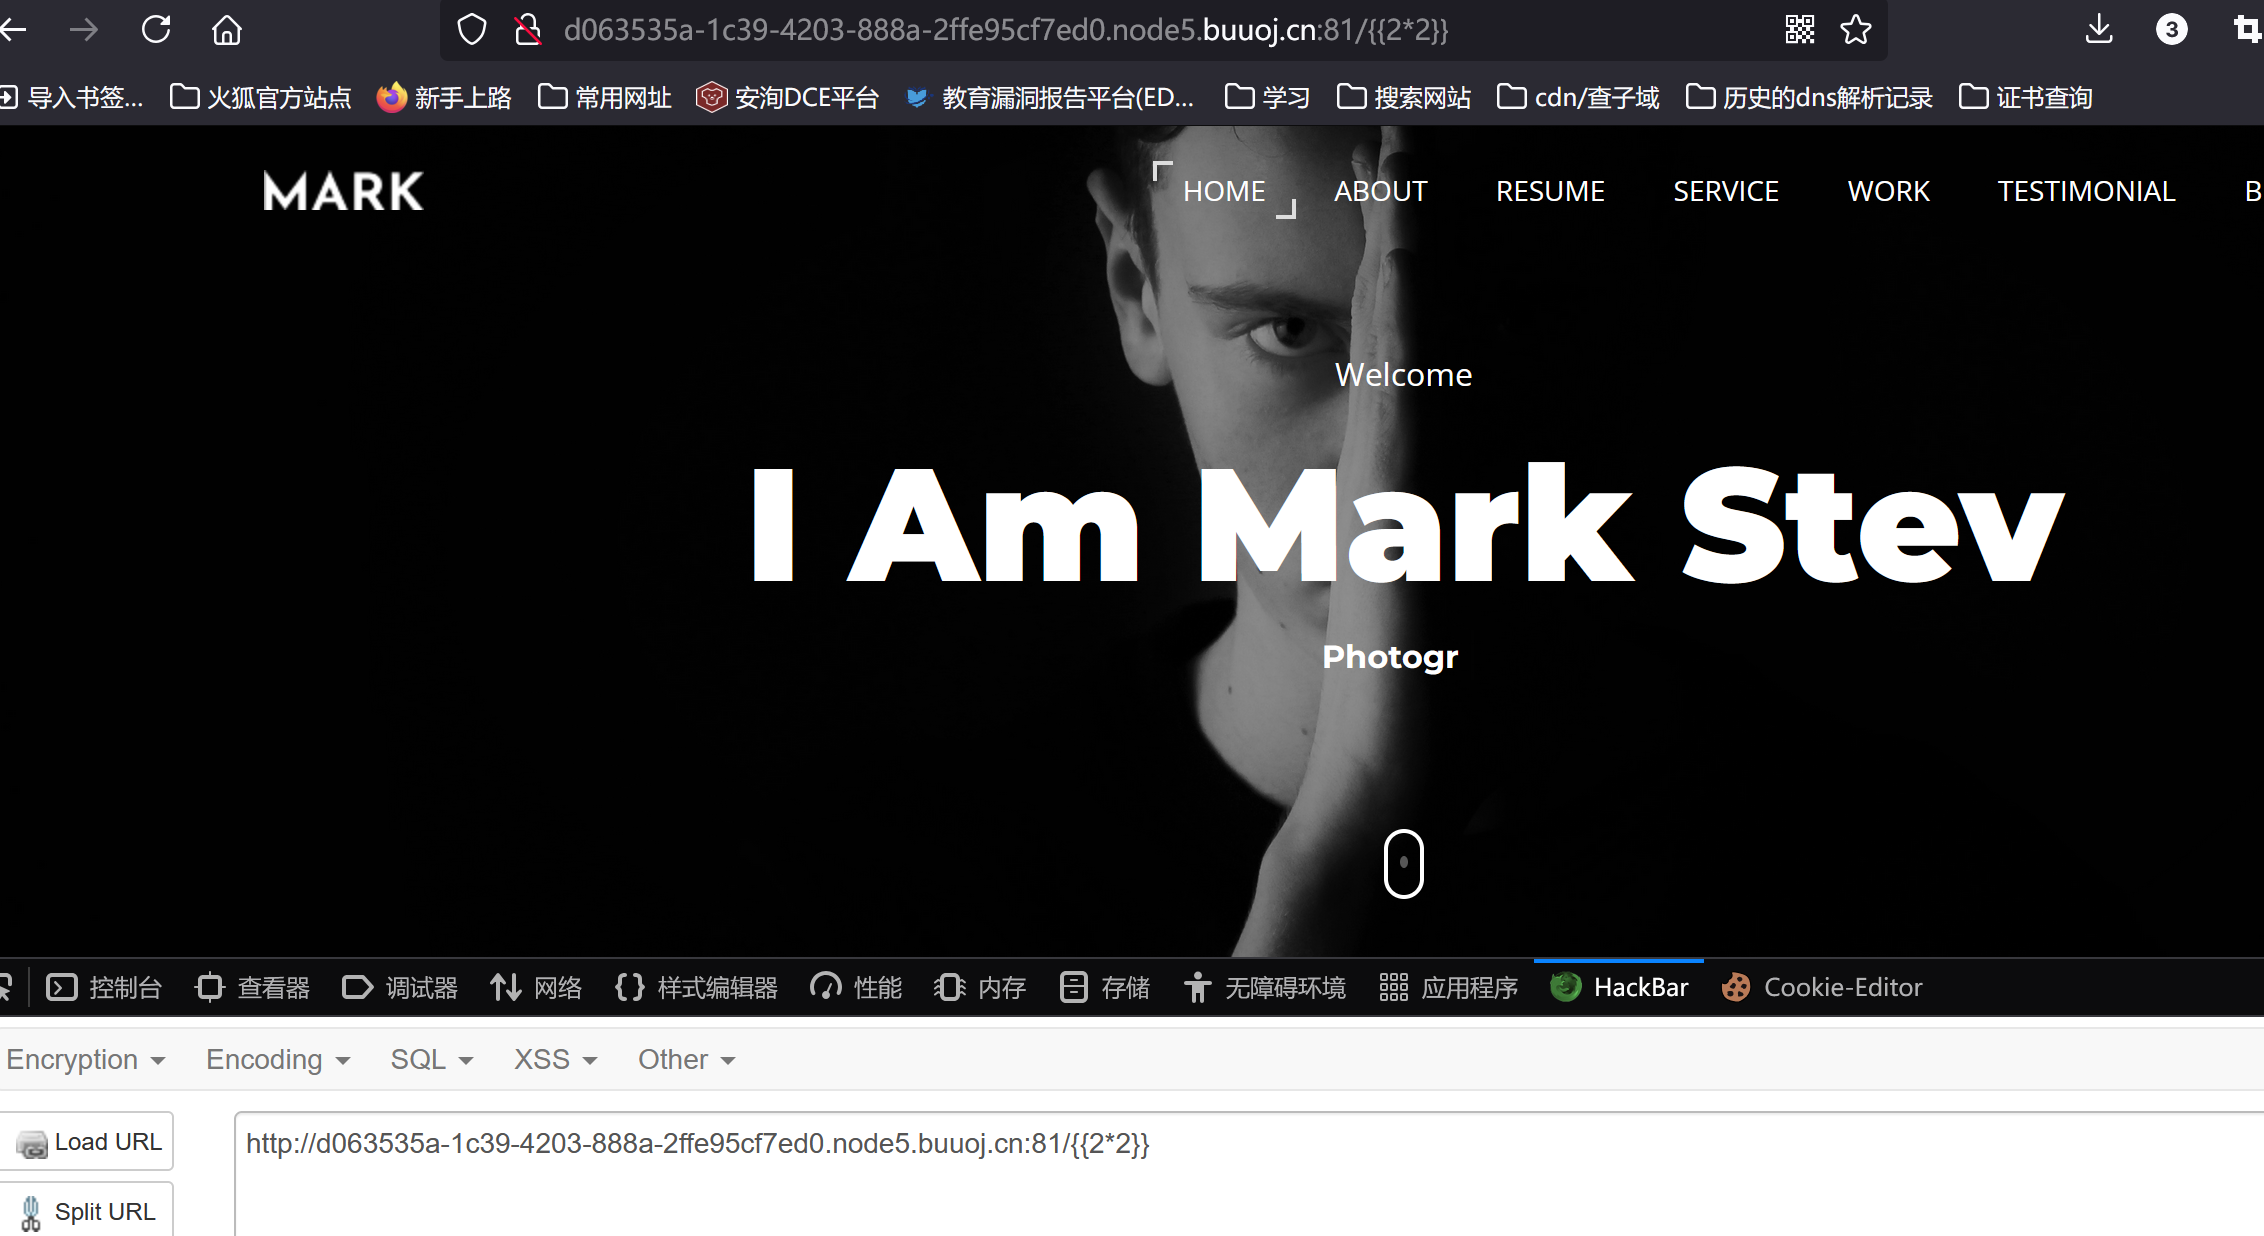 d063535a-1c39-4203-888a-2ffe95cf7ed0.node5.buuoj.cn:81/{{2*2}}
3
导入书签... 火狐官方站点 新手上路 常用网址 安洵DCE平台 教育漏洞报告平台(ED... 学习 搜索网站 cdn/查子域 历史的dns解析记录 证书查询
MARK HOME ABOUT RESUME SERVICE WORK TESTIMONIAL B
Welcome
I Am Mark Stev
Photogr
控制台 查看器 调试器 网络 样式编辑器 性能 内存 存储 无障碍环境 应用程序 HackBar Cookie-Editor
Encryption Encoding SQL XSS Other
Load URL http://d063535a-1c39-4203-888a-2ffe95cf7ed0.node5.buuoj.cn:81/{{2*2}}
Split URL